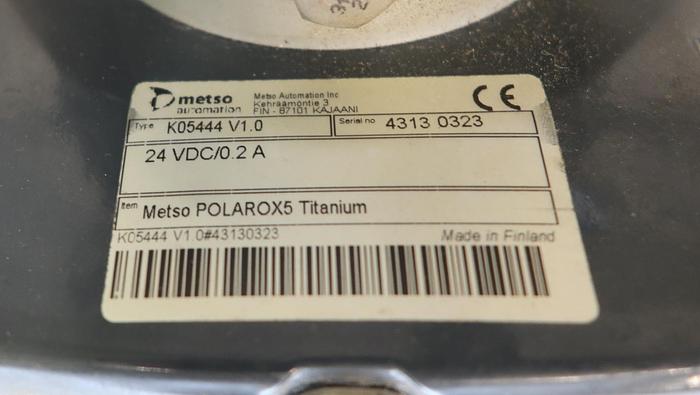 metso
automation
Metso Automation Inc
Kehräämöntie 3
FIN - 87101 KAJAANI
CE
Type K05444 V1.0
Serial no 4313 0323
24 VDC/0.2 A
Item Metso POLAROX5 Titanium
K05444 V1.0#43130323
Made in Finland